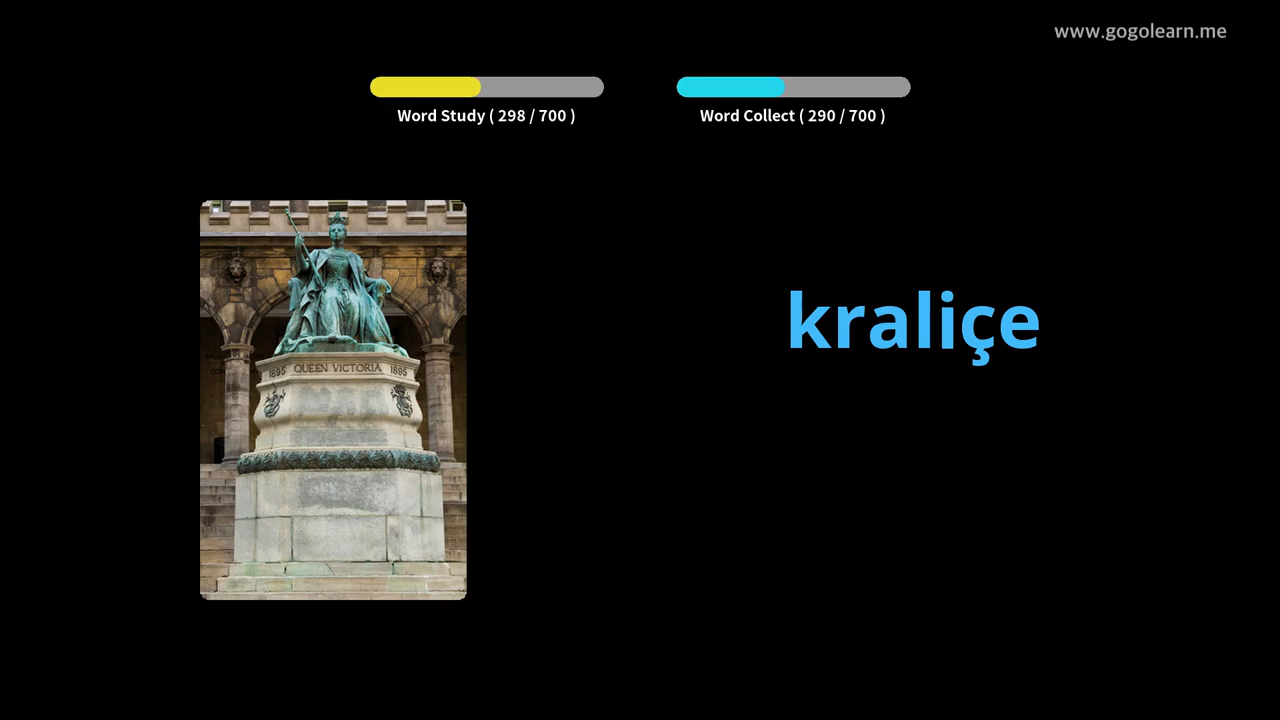 www.gogolearn.me
Word Study ( 298 / 700 )
Word Collect ( 290 / 700 )
1895 QUEEN VICTORIA 1895
kraliçe